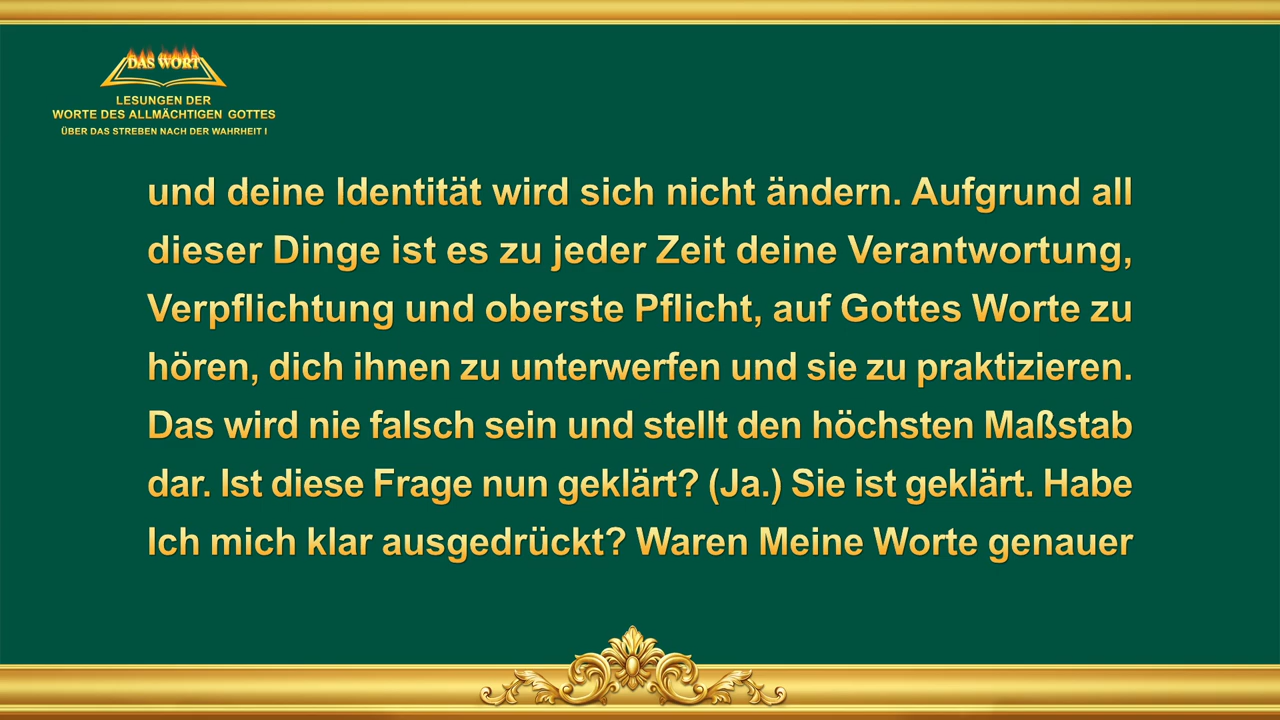 DAS WORT
LESUNGEN DER
WORTE DES ALLMÄCHTIGEN GOTTES
ÜBER DAS STREBEN NACH DER WAHRHEIT I
und deine Identität wird sich nicht ändern. Aufgrund all
dieser Dinge ist es zu jeder Zeit deine Verantwortung,
Verpflichtung und oberste Pflicht, auf Gottes Worte zu
hören, dich ihnen zu unterwerfen und sie zu praktizieren.
Das wird nie falsch sein und stellt den höchsten Maßstab
dar. Ist diese Frage nun geklärt? (Ja.) Sie ist geklärt. Habe
Ich mich klar ausgedrückt? Waren Meine Worte genauer